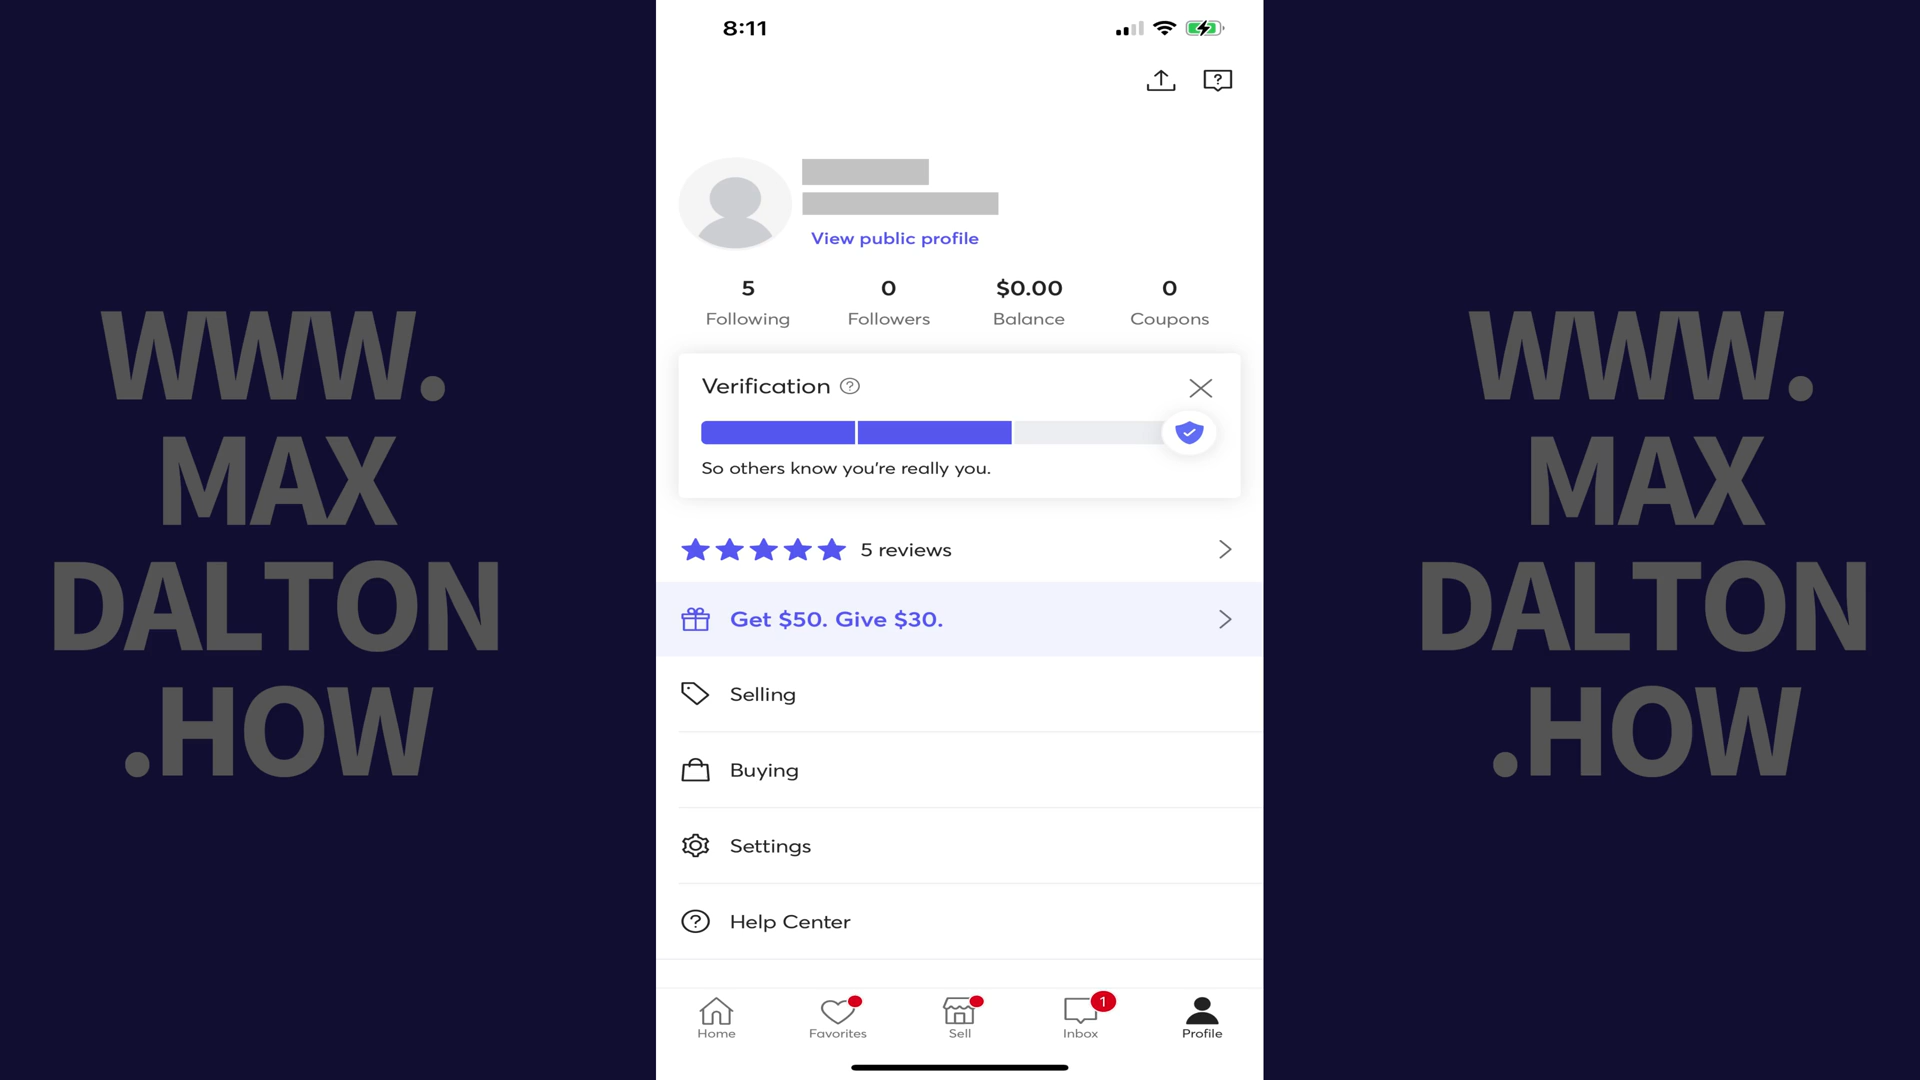 8:11
View public profile
5 0 $0.00 0
Following Followers Balance Coupons
Verification ?
So others know you're really you.
5 reviews
Get $50. Give $30.
Selling
Buying
Settings
? Help Center
1
Home Favorites Sell Inbox Profile
WWW.
MAX
DALTON
.HOW
WWW.
MAX
DALTON
.HOW